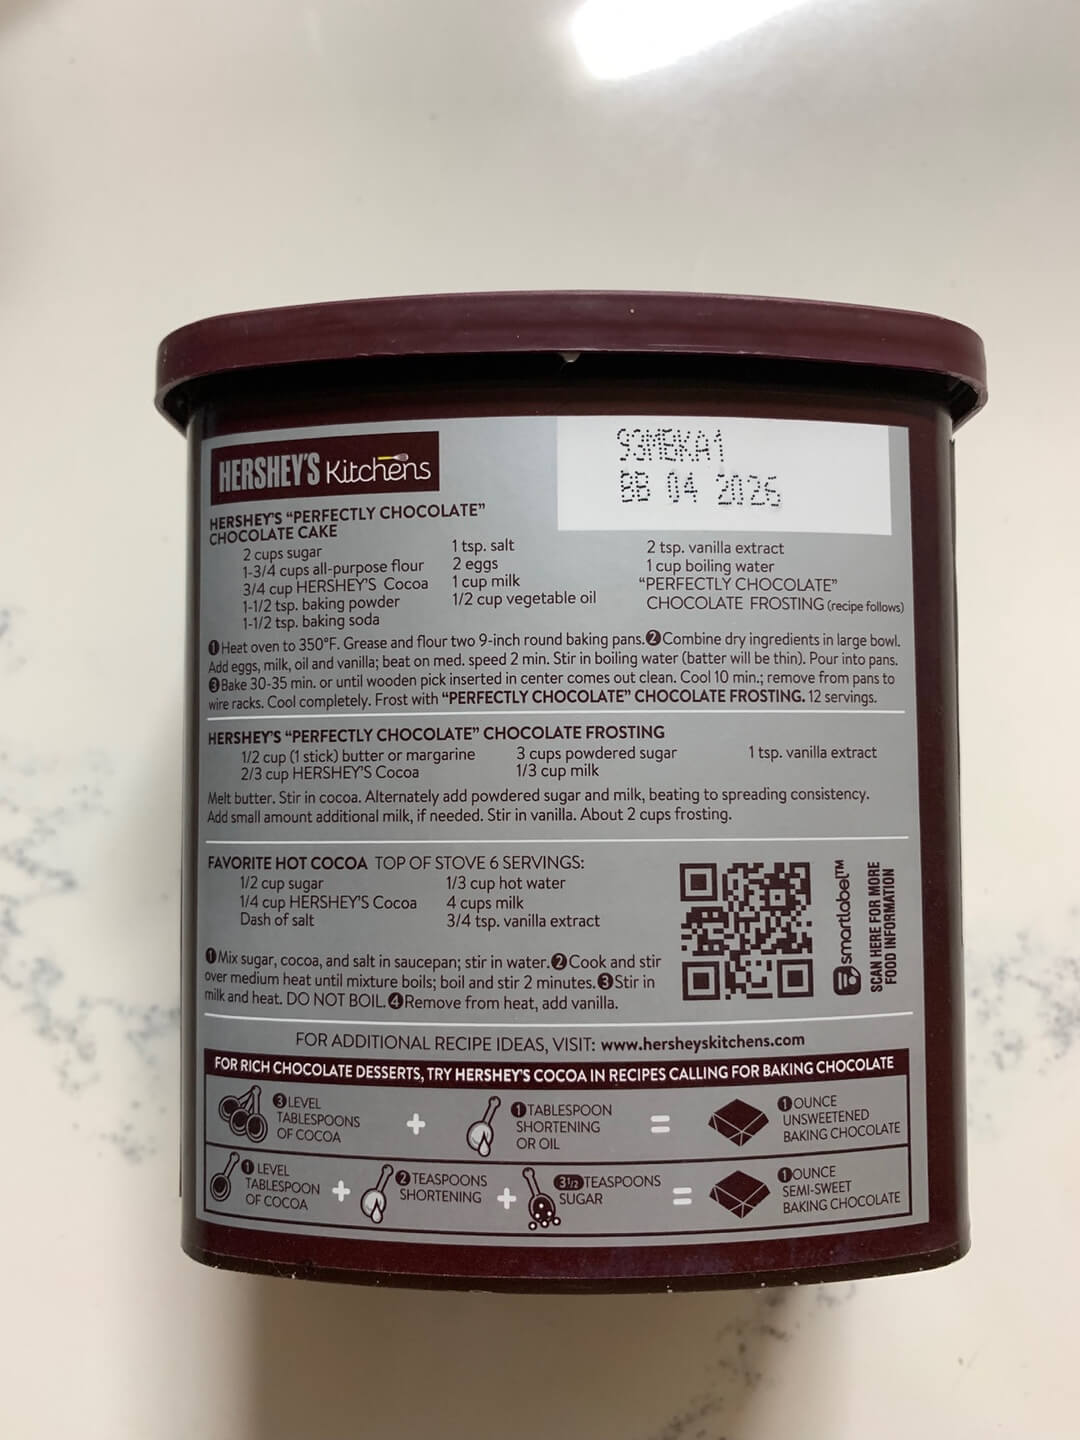 93MBKA1
BB 04 2026
HERSHEY'S Kitchens
HERSHEY'S “PERFECTLY CHOCOLATE”
CHOCOLATE CAKE
2 cups sugar
1-3/4 cups all-purpose flour
3/4 cup HERSHEY'S Cocoa
1-1/2 tsp. baking powder
1-1/2 tsp. baking soda
1 tsp. salt
2 eggs
1 cup milk
1/2 cup vegetable oil
2 tsp. vanilla extract
1 cup boiling water
“PERFECTLY CHOCOLATE”
CHOCOLATE FROSTING (recipe follows)
1 Heat oven to 350°F. Grease and flour two 9-inch round baking pans. 2 Combine dry ingredients in large bowl.
Add eggs, milk, oil and vanilla; beat on med. speed 2 min. Stir in boiling water (batter will be thin). Pour into pans.
3 Bake 30-35 min. or until wooden pick inserted in center comes out clean. Cool 10 min.; remove from pans to
wire racks. Cool completely. Frost with “PERFECTLY CHOCOLATE” CHOCOLATE FROSTING. 12 servings.
HERSHEY'S “PERFECTLY CHOCOLATE” CHOCOLATE FROSTING
1/2 cup (1 stick) butter or margarine
2/3 cup HERSHEY'S Cocoa
3 cups powdered sugar
1/3 cup milk
1 tsp. vanilla extract
Melt butter. Stir in cocoa. Alternately add powdered sugar and milk, beating to spreading consistency.
Add small amount additional milk, if needed. Stir in vanilla. About 2 cups frosting.
FAVORITE HOT COCOA TOP OF STOVE 6 SERVINGS:
1/2 cup sugar
1/4 cup HERSHEY'S Cocoa
Dash of salt
1/3 cup hot water
4 cups milk
3/4 tsp. vanilla extract
1 Mix sugar, cocoa, and salt in saucepan; stir in water. 2 Cook and stir
over medium heat until mixture boils; boil and stir 2 minutes. 3 Stir in
milk and heat. DO NOT BOIL. 4 Remove from heat, add vanilla.
smartlabel™
SCAN HERE FOR MORE
FOOD INFORMATION
FOR ADDITIONAL RECIPE IDEAS, VISIT: www.hersheyskitchens.com
FOR RICH CHOCOLATE DESSERTS, TRY HERSHEY'S COCOA IN RECIPES CALLING FOR BAKING CHOCOLATE
3 LEVEL
TABLESPOONS
OF COCOA
+
1 TABLESPOON
SHORTENING
OR OIL
=
1 OUNCE
UNSWEETENED
BAKING CHOCOLATE
1 LEVEL
TABLESPOON
OF COCOA
+
2 TEASPOONS
SHORTENING
+
3 1/2 TEASPOONS
SUGAR
=
1 OUNCE
SEMI-SWEET
BAKING CHOCOLATE